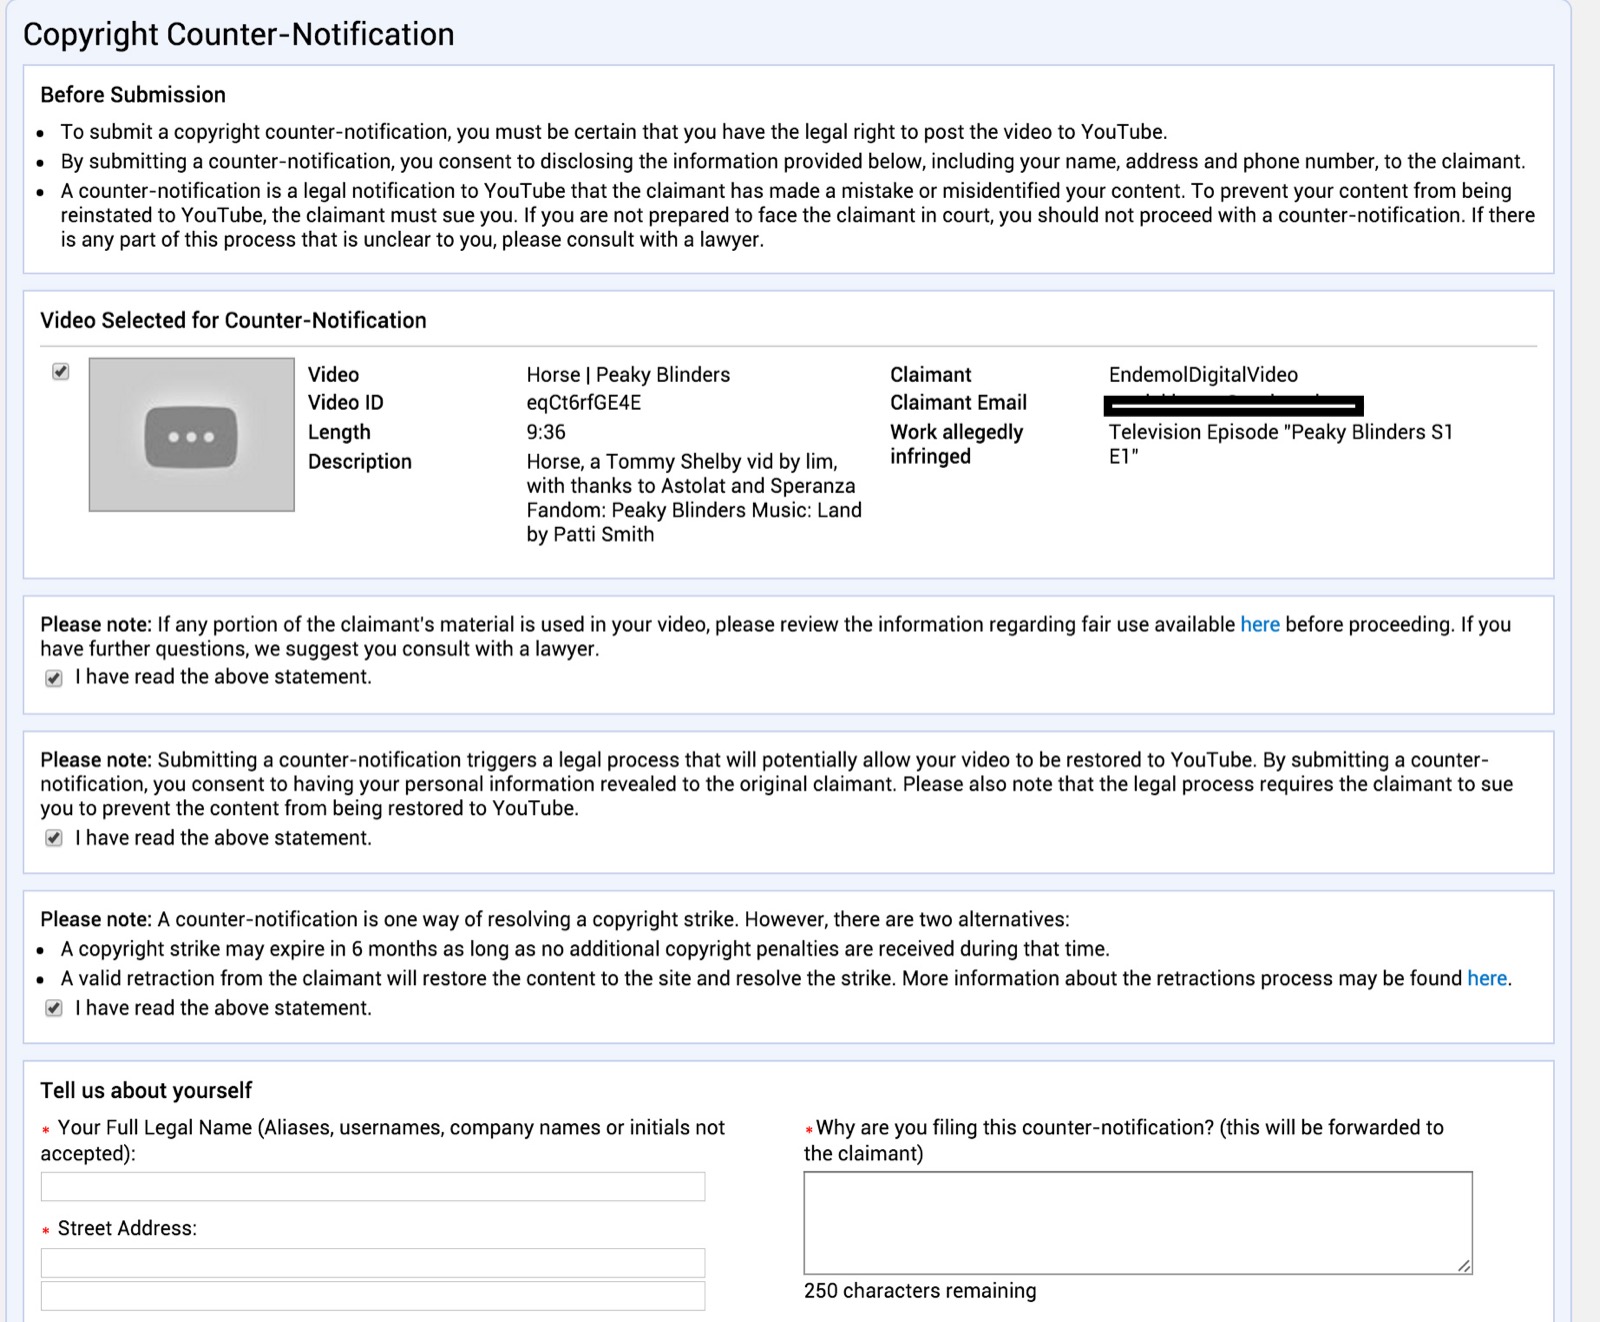 Copyright Counter-Notification
Before Submission
• To submit a copyright counter-notification, you must be certain that you have the legal right to post the video to YouTube.
• By submitting a counter-notification, you consent to disclosing the information provided below, including your name, address and phone number, to the claimant.
• A counter-notification is a legal notification to YouTube that the claimant has made a mistake or misidentified your content. To prevent your content from being
reinstated to YouTube, the claimant must sue you. If you are not prepared to face the claimant in court, you should not proceed with a counter-notification. If there
is any part of this process that is unclear to you, please consult with a lawyer.
Video Selected for Counter-Notification
Video Horse | Peaky Blinders
Video ID eqCt6rfGE4E
Length 9:36
Description Horse, a Tommy Shelby vid by lim,
with thanks to Astolat and Speranza
Fandom: Peaky Blinders Music: Land
by Patti Smith
Claimant EndemolDigitalVideo
Claimant Email
Work allegedly Television Episode "Peaky Blinders S1
infringed E1"
Please note: If any portion of the claimant's material is used in your video, please review the information regarding fair use available here before proceeding. If you
have further questions, we suggest you consult with a lawyer.
I have read the above statement.
Please note: Submitting a counter-notification triggers a legal process that will potentially allow your video to be restored to YouTube. By submitting a counter-
notification, you consent to having your personal information revealed to the original claimant. Please also note that the legal process requires the claimant to sue
you to prevent the content from being restored to YouTube.
I have read the above statement.
Please note: A counter-notification is one way of resolving a copyright strike. However, there are two alternatives:
• A copyright strike may expire in 6 months as long as no additional copyright penalties are received during that time.
• A valid retraction from the claimant will restore the content to the site and resolve the strike. More information about the retractions process may be found here.
I have read the above statement.
Tell us about yourself
* Your Full Legal Name (Aliases, usernames, company names or initials not
accepted):
* Street Address:
*Why are you filing this counter-notification? (this will be forwarded to
the claimant)
250 characters remaining